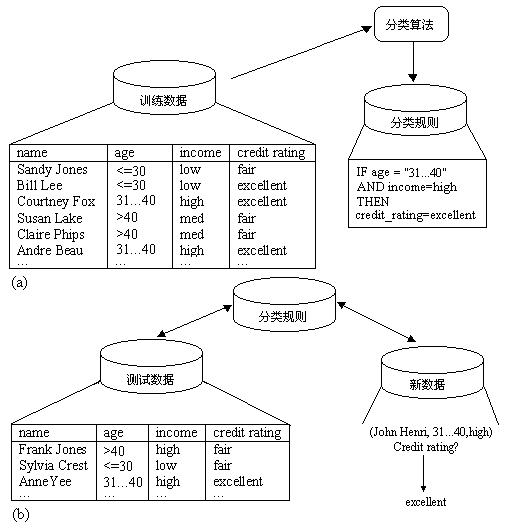 分类算法
训练数据
分类规则
name age income credit rating
Sandy Jones <=30 low fair
Bill Lee <=30 low excellent
Courtney Fox 31...40 high excellent
Susan Lake >40 med fair
Claire Phips >40 med fair
Andre Beau 31...40 high excellent
... ... ... ...
IF age = "31...40"
AND income=high
THEN
credit_rating=excellent
(a)
分类规则
测试数据
新数据
name age income credit rating
Frank Jones >40 high fair
Sylvia Crest <=30 low fair
AnneYee 31...40 high excellent
... ... ... ...
(John Henri, 31...40,high)
Credit rating?
excellent
(b)